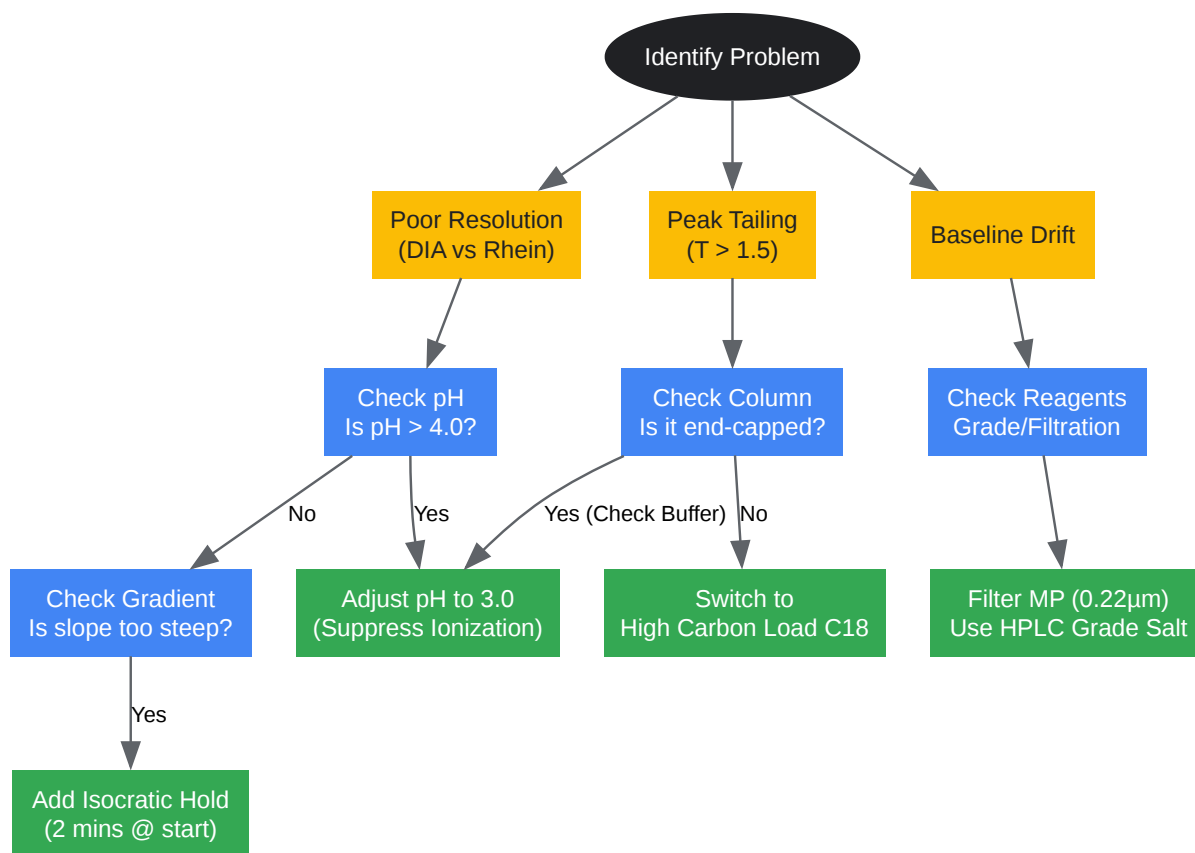 Identify Problem
Poor Resolution
(DIA vs Rhein)
Peak Tailing
(T > 1.5)
Baseline Drift
Check pH
Is pH > 4.0?
Check Column
Is it end-capped?
Check Reagents
Grade/Filtration
No
Yes
Yes (Check Buffer)
No
Check Gradient
Is slope too steep?
Adjust pH to 3.0
(Suppress Ionization)
Switch to
High Carbon Load C18
Filter MP (0.22µm)
Use HPLC Grade Salt
Yes
Add Isocratic Hold
(2 mins @ start)